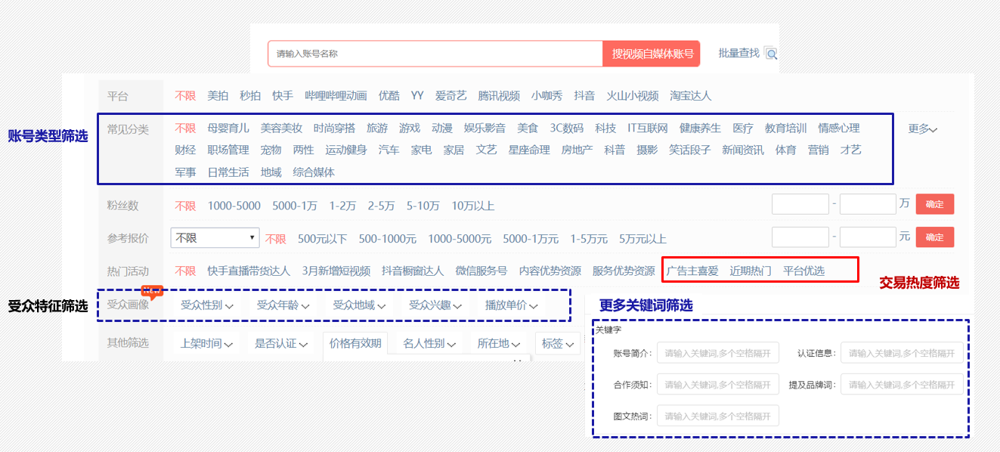 请输入账号名称 搜视频自媒体账号 批量查找
平台 不限 美拍 秒拍 快手 哔哩哔哩动画 优酷 YY 爱奇艺 腾讯视频 小咖秀 抖音 火山小视频 淘宝达人
账号类型筛选
常见分类 不限 母婴育儿 美容美妆 时尚穿搭 旅游 游戏 动漫 娱乐影音 美食 3C数码 科技 IT互联网 健康养生 医疗 教育培训 情感心理 更多
财经 职场管理 宠物 两性 运动健身 汽车 家电 家居 文艺 星座命理 房地产 科普 摄影 笑话段子 新闻资讯 体育 营销 才艺
军事 日常生活 地域 综合媒体
粉丝数 不限 1000-5000 5000-1万 1-2万 2-5万 5-10万 10万以上 - 万 确定
参考报价 不限 不限 500元以下 500-1000元 1000-5000元 5000-1万元 1-5万元 5万元以上 - 元 确定
热门活动 不限 快手直播带货达人 3月新增短视频 抖音橱窗达人 微信服务号 内容优势资源 服务优势资源 广告主喜爱 近期热门 平台优选
交易热度筛选
受众特征筛选
受众画像 受众性别 受众年龄 受众地域 受众兴趣 播放单价
其他筛选 上架时间 是否认证 价格有效期 名人性别 所在地 标签
更多关键词筛选
关键字
账号简介: 请输入关键词,多个空格隔开 认证信息: 请输入关键词,多个空格隔开
合作须知: 请输入关键词,多个空格隔开 提及品牌词: 请输入关键词,多个空格隔开
图文热词: 请输入关键词,多个空格隔开